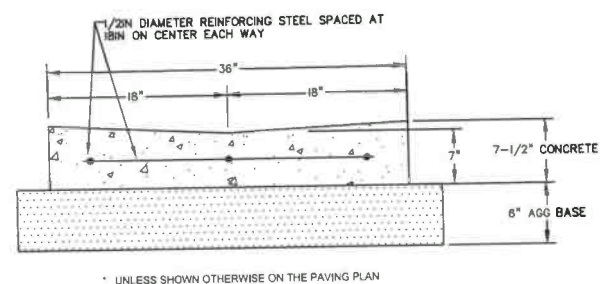 1/2IN DIAMETER REINFORCING STEEL SPACED AT
18IN ON CENTER EACH WAY
36"
18" 18"
7"
7-1/2" CONCRETE
6" AGG BASE
* UNLESS SHOWN OTHERWISE ON THE PAVING PLAN